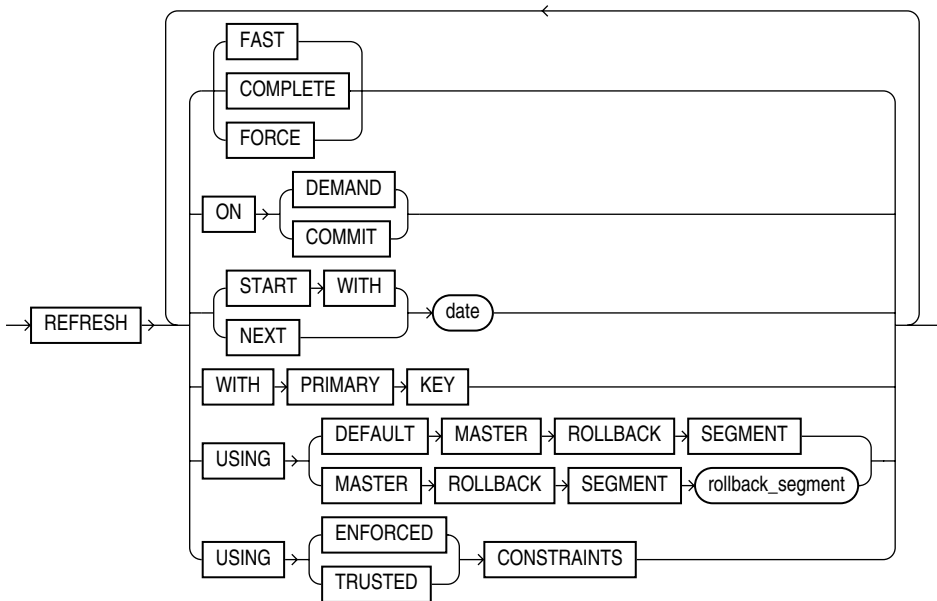 FAST
COMPLETE
FORCE
DEMAND
ON
COMMIT
START WITH
date
REFRESH
NEXT
WITH PRIMARY KEY
DEFAULT MASTER ROLLBACK SEGMENT
USING
MASTER ROLLBACK SEGMENT rollback_segment
ENFORCED
USING CONSTRAINTS
TRUSTED